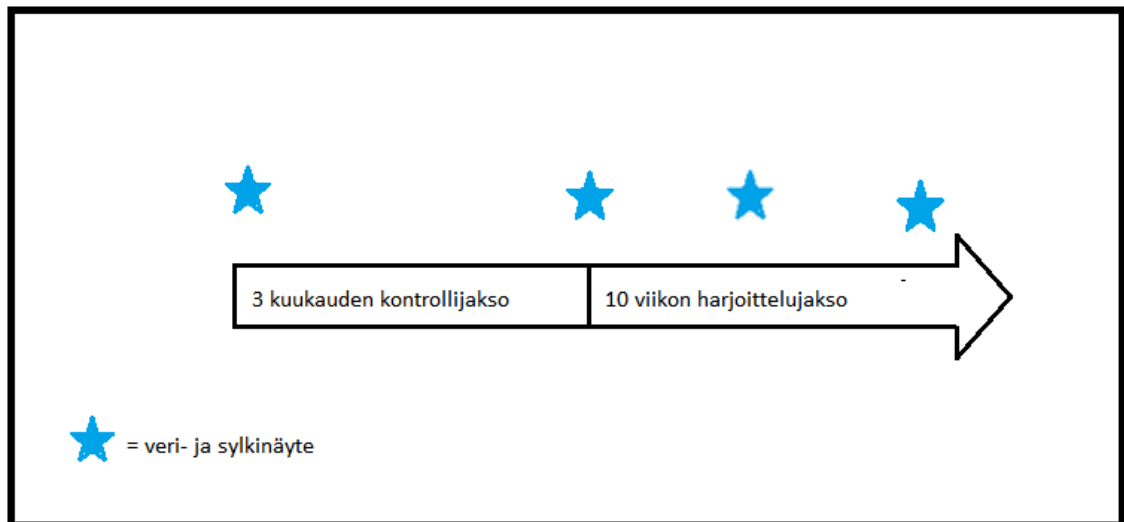 3 kuukauden kontrollijakso
10 viikon harjoittelujakso
= veri- ja sylkinäyte